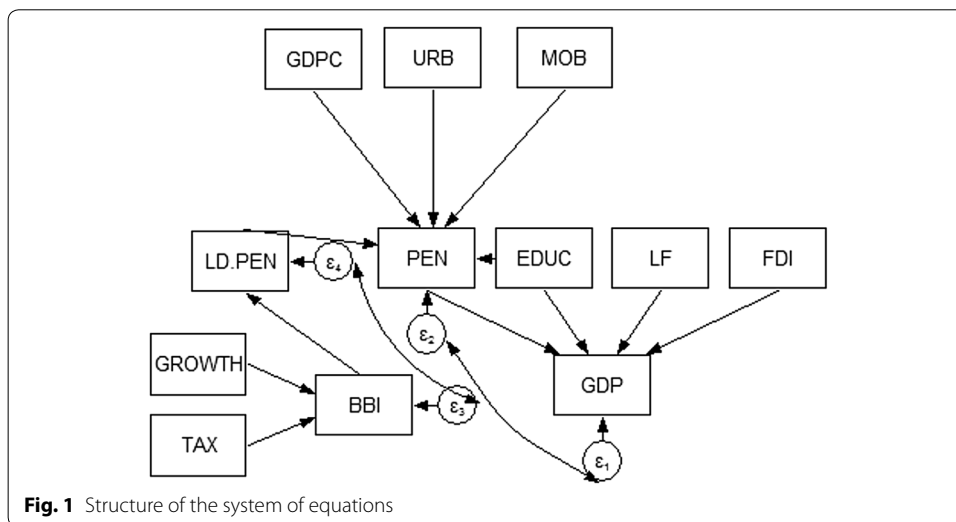 GDPC URB MOB
LD.PEN ε₄ PEN EDUC LF FDI
ε₂
GROWTH
BBI ε₃ GDP
TAX
ε₁
Fig. 1 Structure of the system of equations